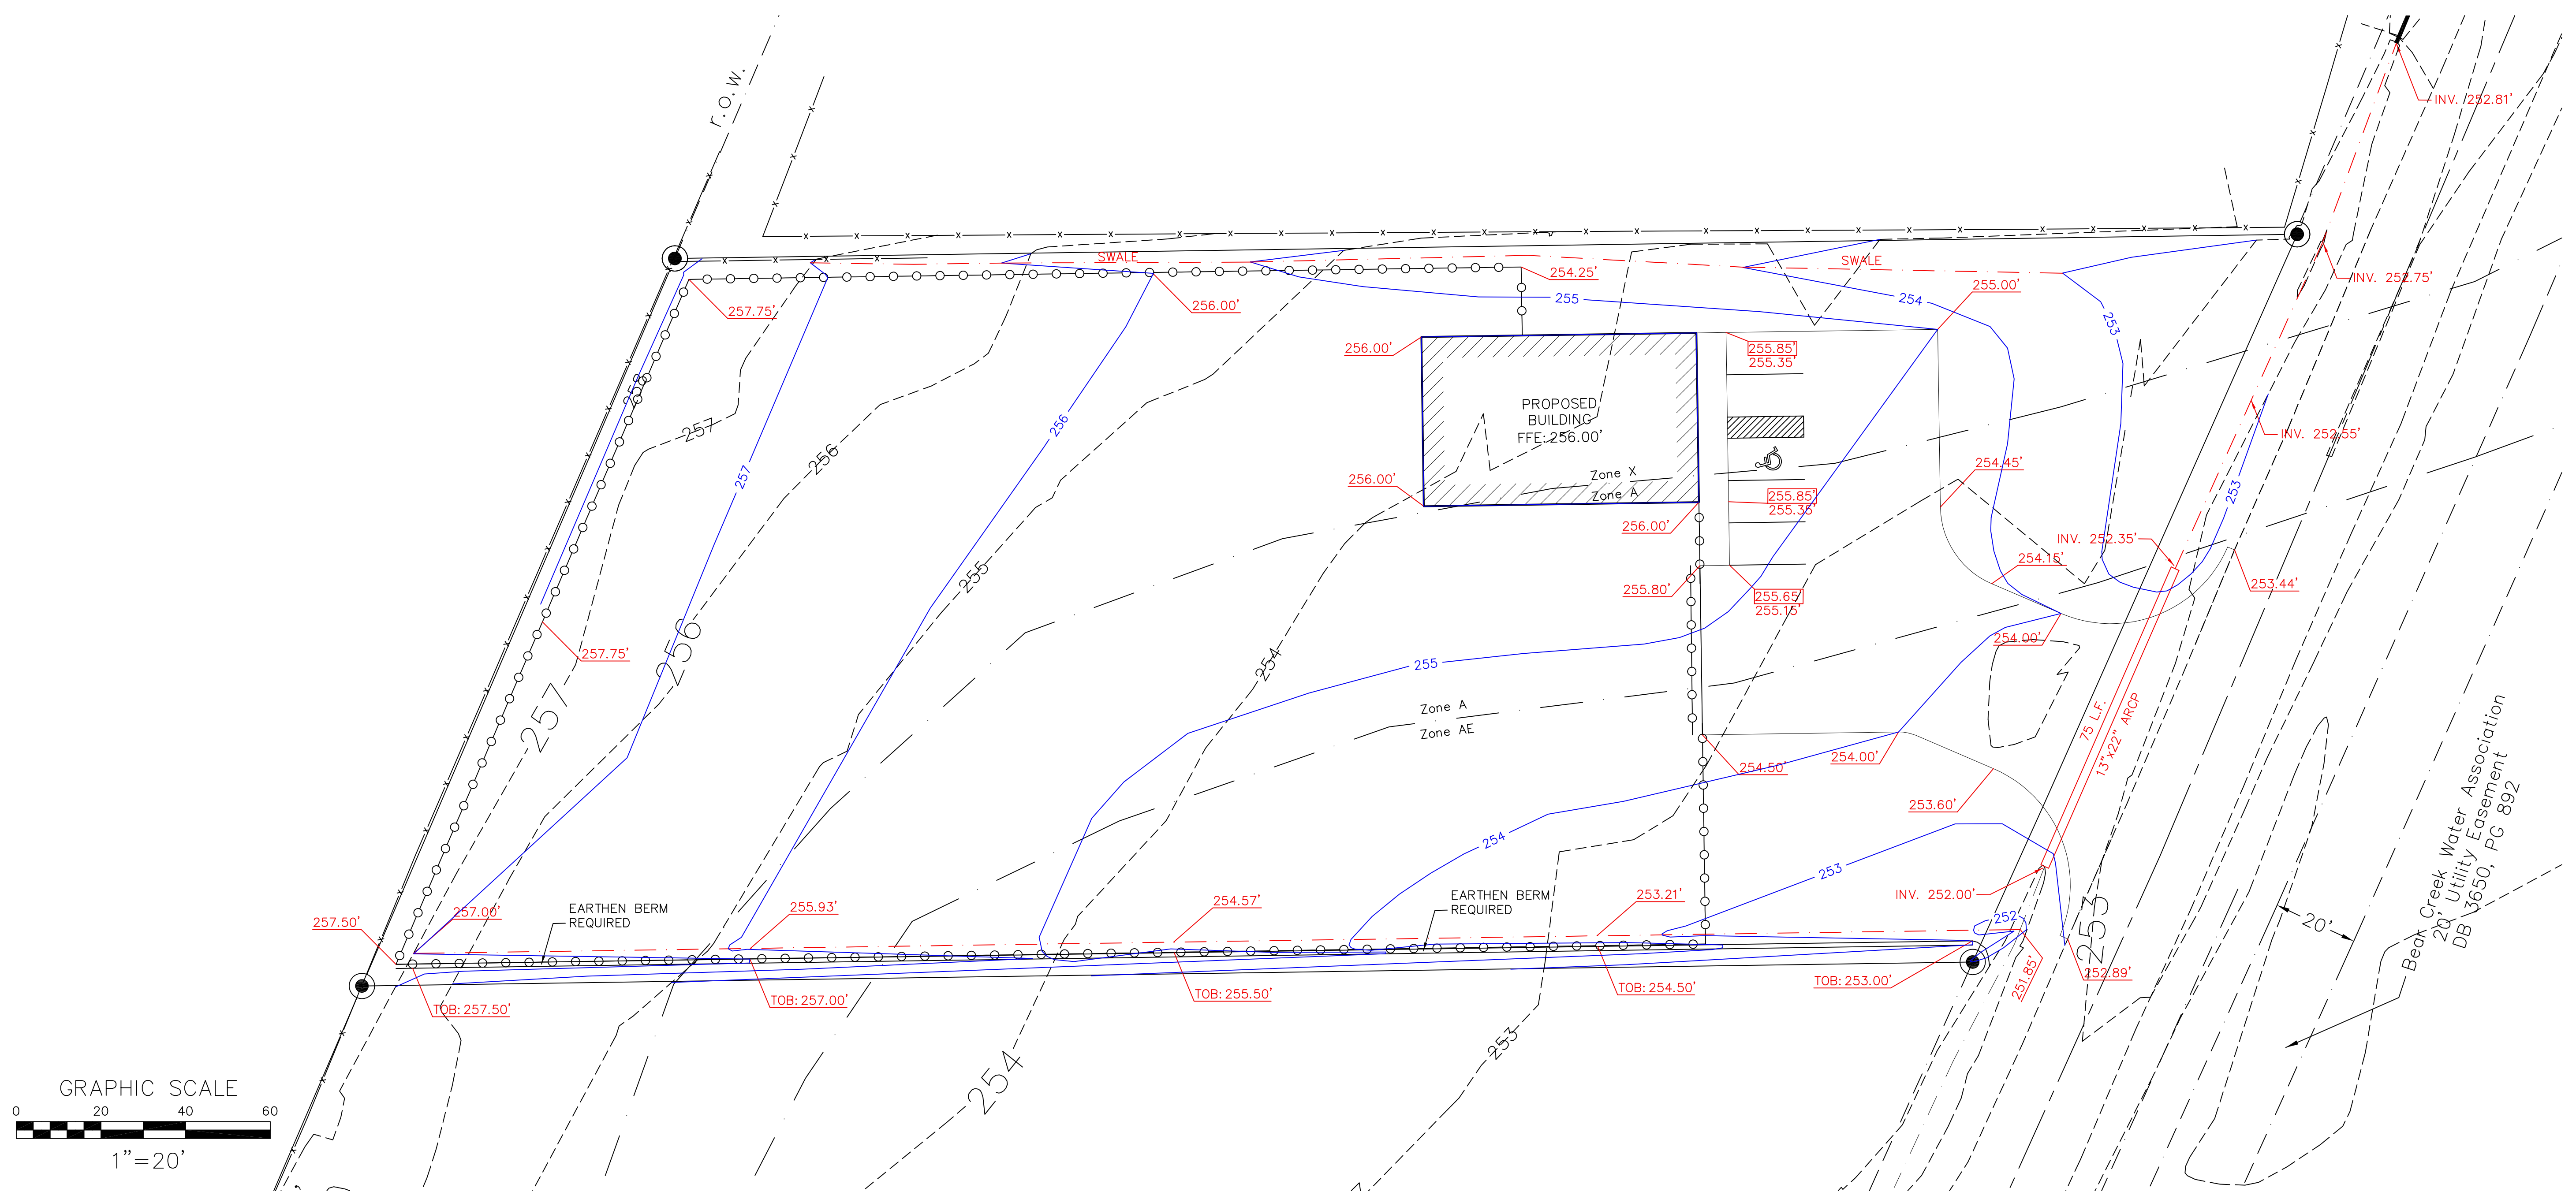 r.o.w.
INV. 252.81'
SWALE
SWALE
INV. 252.75'
257.75'
256.00'
254.25'
255
254
255.00'
253
256.00'
255.85'
255.35'
257
256
256
257
PROPOSED
BUILDING
FFE: 256.00'
INV. 252.55'
254.45'
Zone X
Zone A
256.00'
255.85'
255.35'
253
256.00'
INV. 252.35'
254.15'
253.44'
255
255.80'
255.65'
255.15'
256
257.75'
254
255
254.00'
257
Zone A
Zone AE
75 L.F.
13"x22" ARCP
254.50'
254.00'
253.60'
254
253
INV. 252.00'
257.50'
257.00'
EARTHEN BERM
REQUIRED
255.93'
254.57'
EARTHEN BERM
REQUIRED
253.21'
252
253
20'
Beak Creek Water Association
20' Utility Easement
DB 3650, PG 892
TOB: 257.50'
TOB: 257.00'
TOB: 255.50'
TOB: 254.50'
TOB: 253.00'
251.85'
252.89'
254
253
GRAPHIC SCALE
0 20 40 60
1"=20'